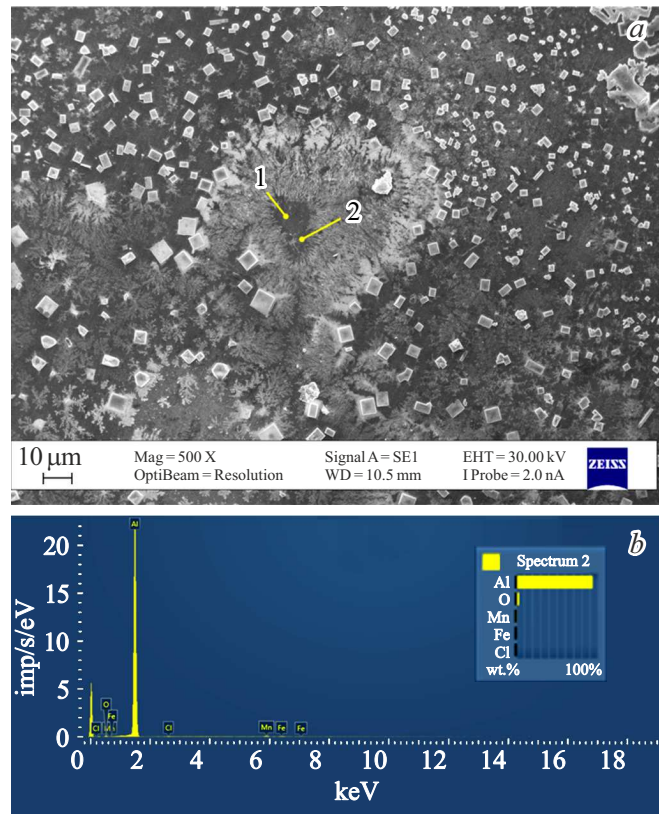 a
1
2
10 μm
Mag = 500 X Signal A = SE1 EHT = 30.00 kV
OptiBeam = Resolution WD = 10.5 mm I Probe = 2.0 nA
ZEISS
b
imp/s/eV
20
15
10
5
0
Al
O
Fe
Cl
Mn
Cl
Mn
Fe
Fe
Spectrum 2
Al
O
Mn
Fe
Cl
wt.% 100%
0 2 4 6 8 10 12 14 16 18
keV